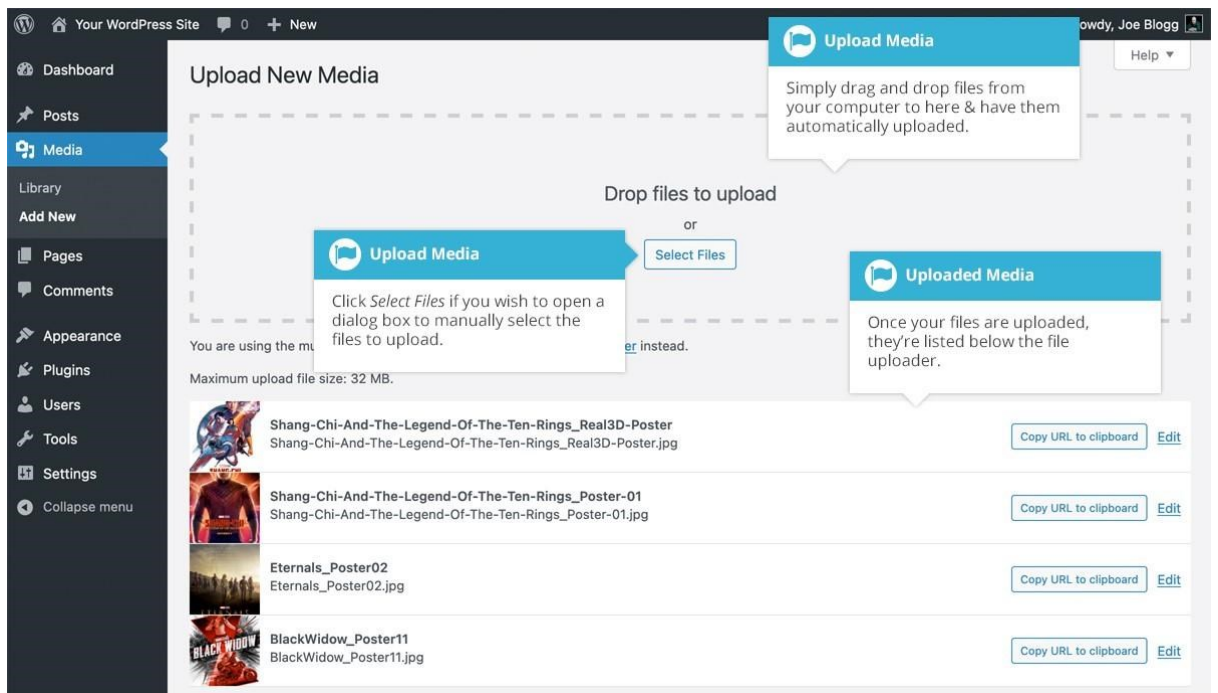 Your WordPress Site 0 + New
owdy, Joe Blogg
Help ▼
Dashboard
Posts
Media
Library
Add New
Pages
Comments
Appearance
Plugins
Users
Tools
Settings
Collapse menu
Upload New Media
Upload Media
Simply drag and drop files from
your computer to here & have them
automatically uploaded.
Drop files to upload
or
Select Files
Upload Media
Click Select Files if you wish to open a
dialog box to manually select the
files to upload.
Uploaded Media
Once your files are uploaded,
they're listed below the file
uploader.
You are using the mu
er instead.
Maximum upload file size: 32 MB.
Shang-Chi-And-The-Legend-Of-The-Ten-Rings_Real3D-Poster
Shang-Chi-And-The-Legend-Of-The-Ten-Rings_Real3D-Poster.jpg
Copy URL to clipboard Edit
Shang-Chi-And-The-Legend-Of-The-Ten-Rings_Poster-01
Shang-Chi-And-The-Legend-Of-The-Ten-Rings_Poster-01.jpg
Copy URL to clipboard Edit
Eternals_Poster02
Eternals_Poster02.jpg
Copy URL to clipboard Edit
BLACK WIDOW
BlackWidow_Poster11
BlackWidow_Poster11.jpg
Copy URL to clipboard Edit